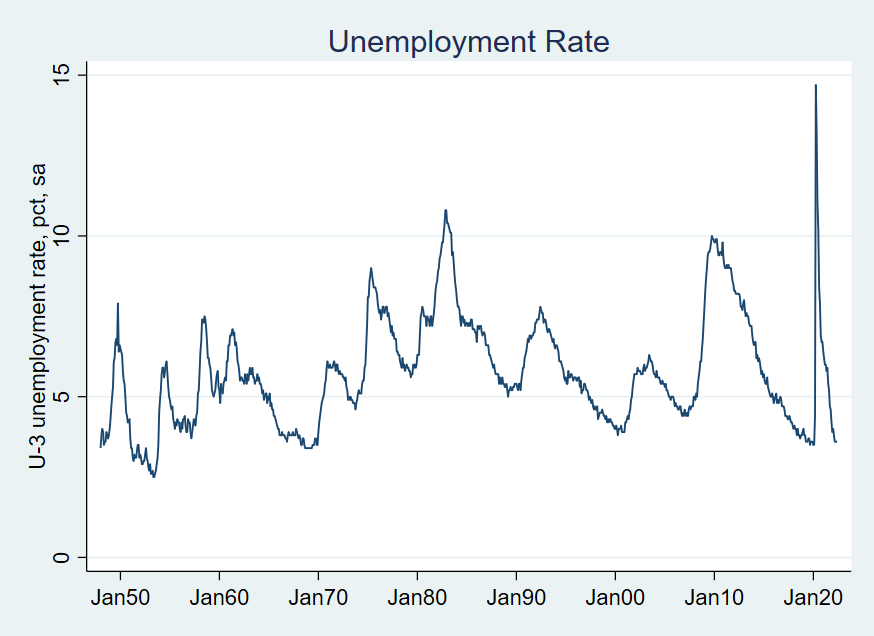 Unemployment Rate
U-3 unemployment rate, pct, sa
15
10
5
0
Jan50 Jan60 Jan70 Jan80 Jan90 Jan00 Jan10 Jan20